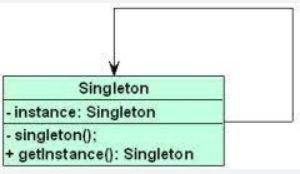 Singleton
- instance: Singleton
- singleton();
+ getInstance(): Singleton